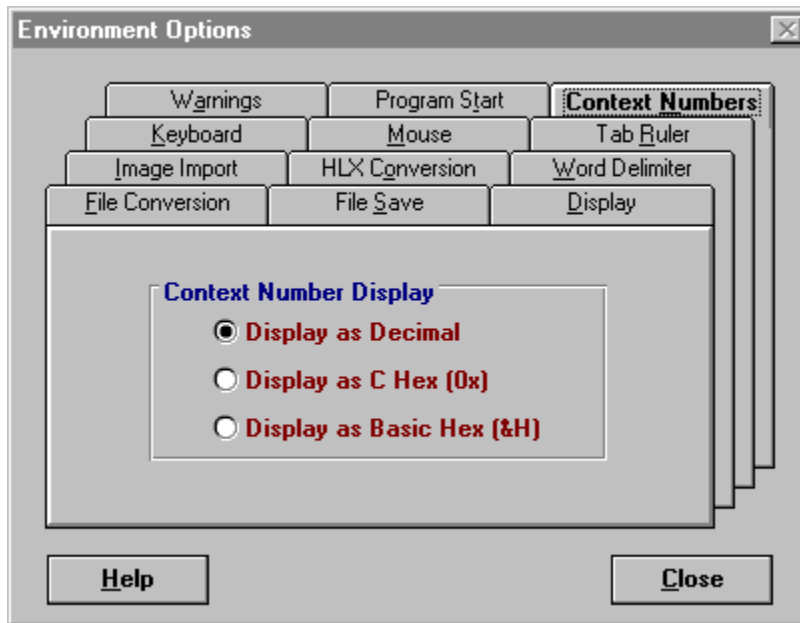 Environment Options
Warnings Program Start Context Numbers
Keyboard Mouse Tab Ruler
Image Import HLX Conversion Word Delimiter
File Conversion File Save Display
Context Number Display
Display as Decimal
Display as C Hex (0x)
Display as Basic Hex (&H)
Help Close